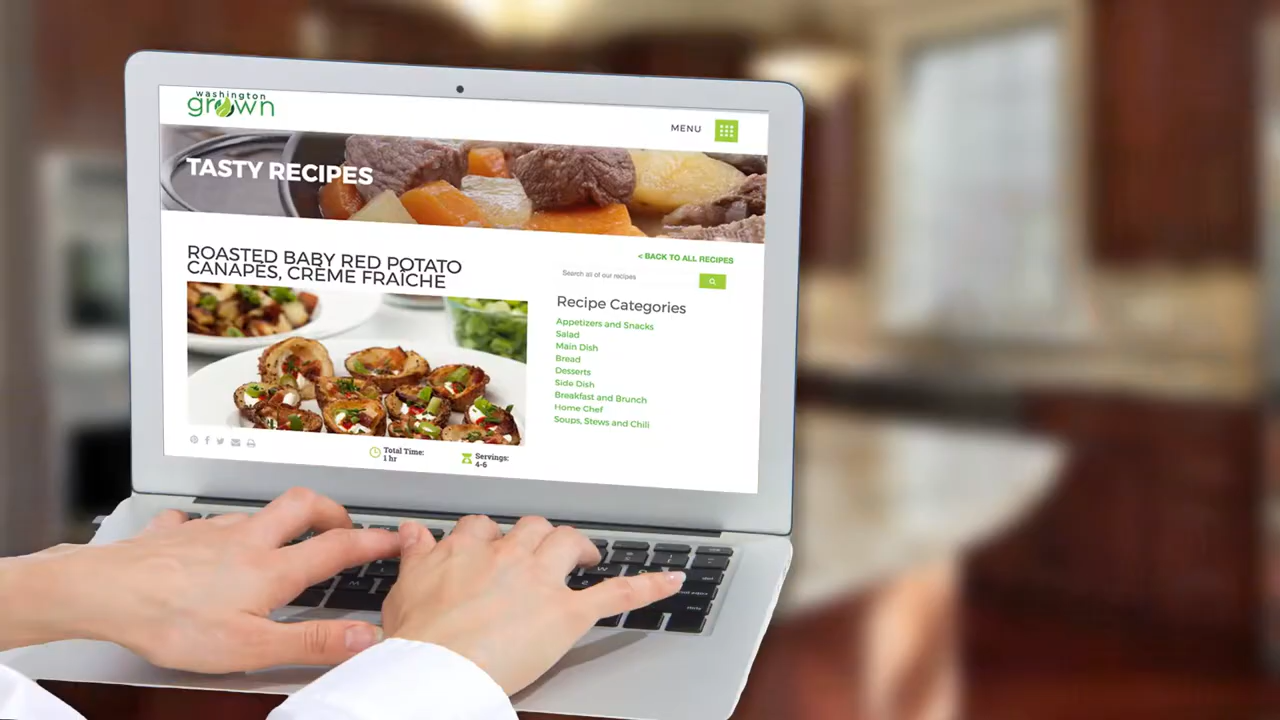 washington
grown
MENU
TASTY RECIPES
< BACK TO ALL RECIPES
ROASTED BABY RED POTATO
CANAPÉS, CRÈME FRAÎCHE
Search all of our recipes
Recipe Categories
Appetizers and Snacks
Salad
Main Dish
Bread
Desserts
Side Dish
Breakfast and Brunch
Home Chef
Soups, Stews and Chili
Total Time:
1 hr
Servings:
4-6